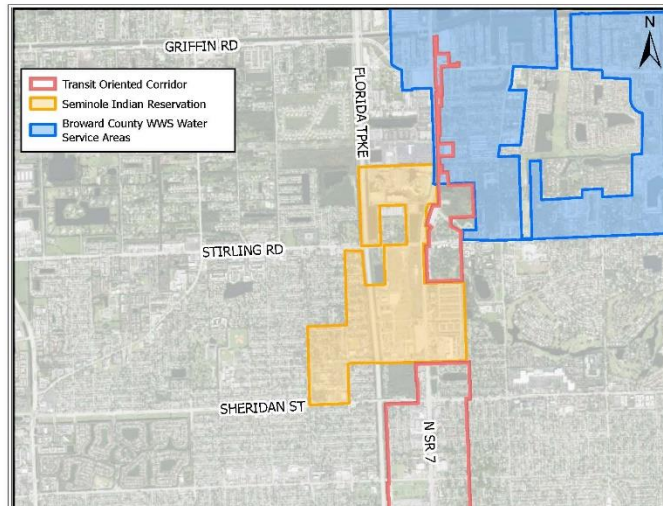 GRIFFIN RD
N
Transit Oriented Corridor
Seminole Indian Reservation
Broward County WWS Water
Service Areas
FLORIDA TPKE
STIRLING RD
SHERIDAN ST
N SR 7